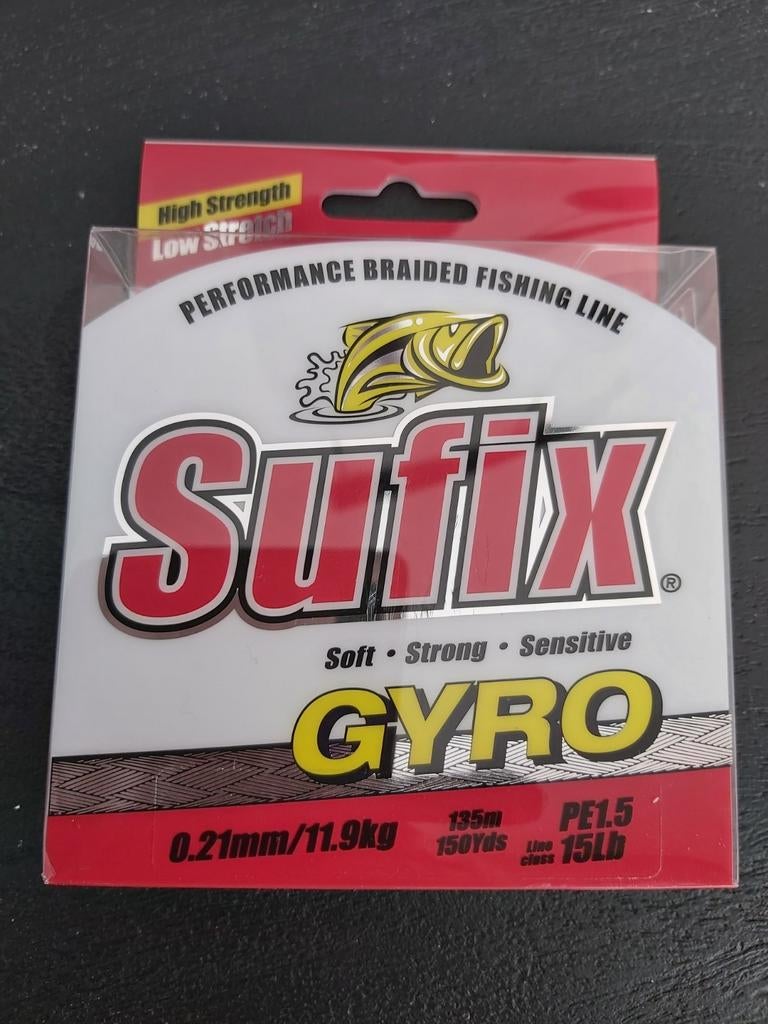 High Strength
Low Stretch
PERFORMANCE BRAIDED FISHING LINE
Sufix®
Soft • Strong • Sensitive
GYRO
0.21mm/11.9kg
135m
150Yds
PE1.5
Line class 15Lb